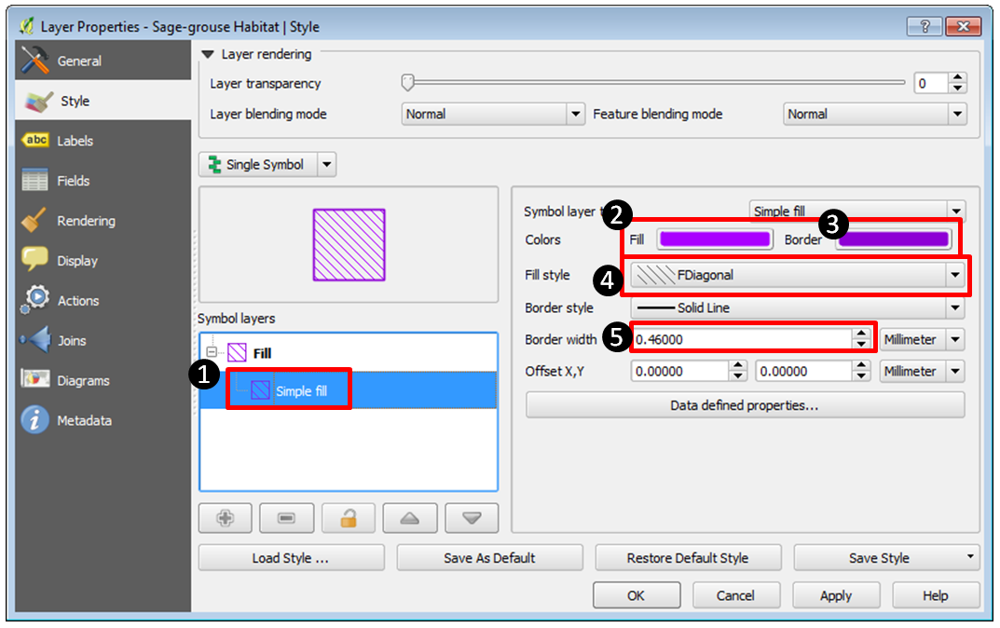 Layer Properties - Sage-grouse Habitat | Style
?
General
Style
abc Labels
Fields
Rendering
Display
Actions
Joins
Diagrams
i Metadata
Layer rendering
Layer transparency 0
Layer blending mode Normal Feature blending mode Normal
Single Symbol
Symbol layer t Simple fill
2 3
Colors Fill Border
Fill style 4 FDiagonal
Border style Solid Line
Border width 5 0.46000 Millimeter
Offset X,Y 0.00000 0.00000 Millimeter
Data defined properties...
Symbol layers
Fill
1 Simple fill
Load Style ... Save As Default Restore Default Style Save Style
OK Cancel Apply Help